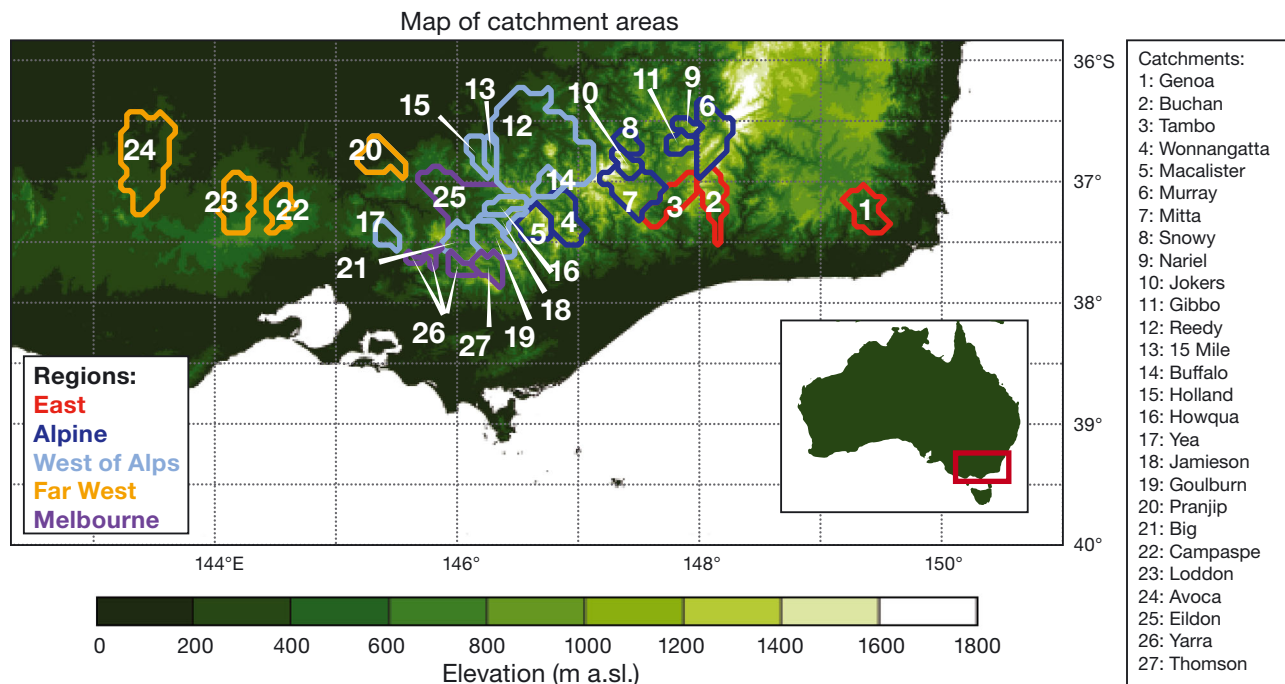 Map of catchment areas
36°S
37°
38°
39°
40°
144°E
146°
148°
150°
24
23
22
20
15
13
12
25
17
21
26
27
19
18
16
14
5
4
10
8
7
11
9
6
3
2
1
Regions:
East
Alpine
West of Alps
Far West
Melbourne
0
200
400
600
800
1000
1200
1400
1600
1800
Elevation (m a.sl.)
Catchments:
1: Genoa
2: Buchan
3: Tambo
4: Wonnangatta
5: Macalister
6: Murray
7: Mitta
8: Snowy
9: Nariel
10: Jokers
11: Gibbo
12: Reedy
13: 15 Mile
14: Buffalo
15: Holland
16: Howqua
17: Yea
18: Jamieson
19: Goulburn
20: Pranjip
21: Big
22: Campaspe
23: Loddon
24: Avoca
25: Eildon
26: Yarra
27: Thomson